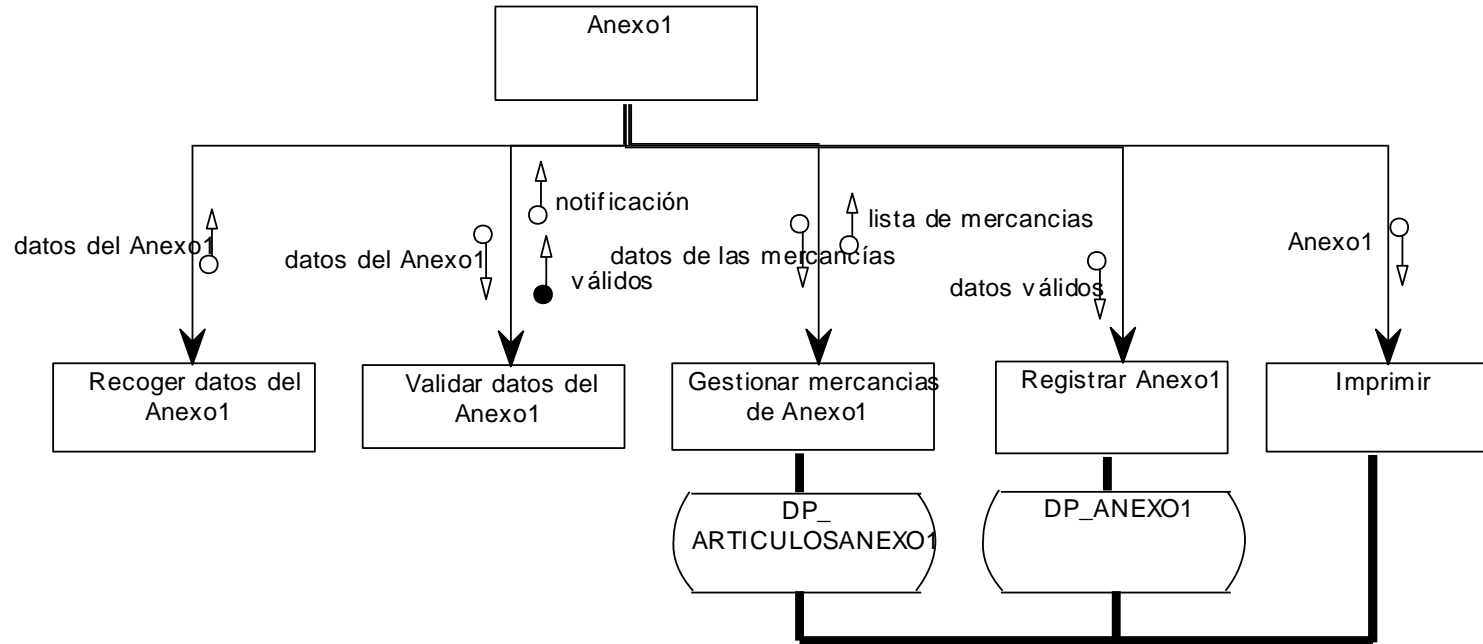 Anexo1
notificación
lista de mercancias
datos del Anexo1
datos del Anexo1
datos de las mercancías
Anexo1
válidos
datos válidos
Recoger datos del
Anexo1
Validar datos del
Anexo1
Gestionar mercancias
de Anexo1
Registrar Anexo1
Imprimir
DP_
ARTICULOSANEXO1
DP_ANEXO1